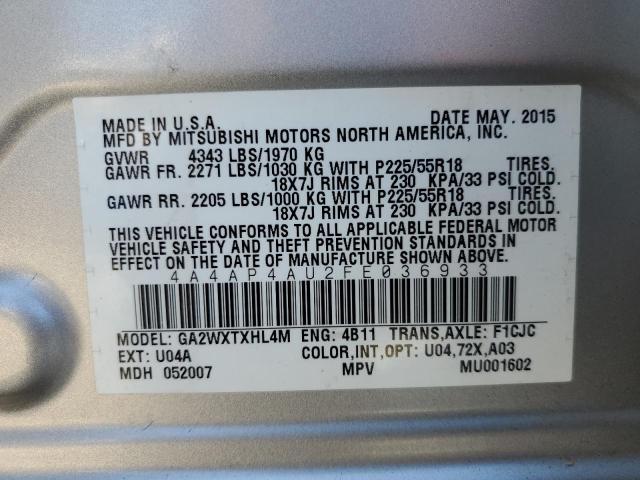 MADE IN U.S.A. DATE MAY. 2015
MFD BY MITSUBISHI MOTORS NORTH AMERICA, INC.
GVWR 4343 LBS/1970 KG
GAWR FR. 2271 LBS/1030 KG WITH P225/55R18 TIRES,
18X7J RIMS AT 230 KPA/33 PSI COLD.
GAWR RR. 2205 LBS/1000 KG WITH P225/55R18 TIRES,
18X7J RIMS AT 230 KPA/33 PSI COLD.
THIS VEHICLE CONFORMS TO ALL APPLICABLE FEDERAL MOTOR
VEHICLE SAFETY AND THEFT PREVENTION STANDARDS IN
EFFECT ON THE DATE OF MANUFACTURE SHOWN ABOVE.
4A4AP4AU2FE036933
MODEL: GA2WXTXHL4M ENG: 4B11 TRANS,AXLE: F1CJC
EXT: U04A COLOR,INT,OPT: U04,72X,A03
MDH 052007 MPV MU001602